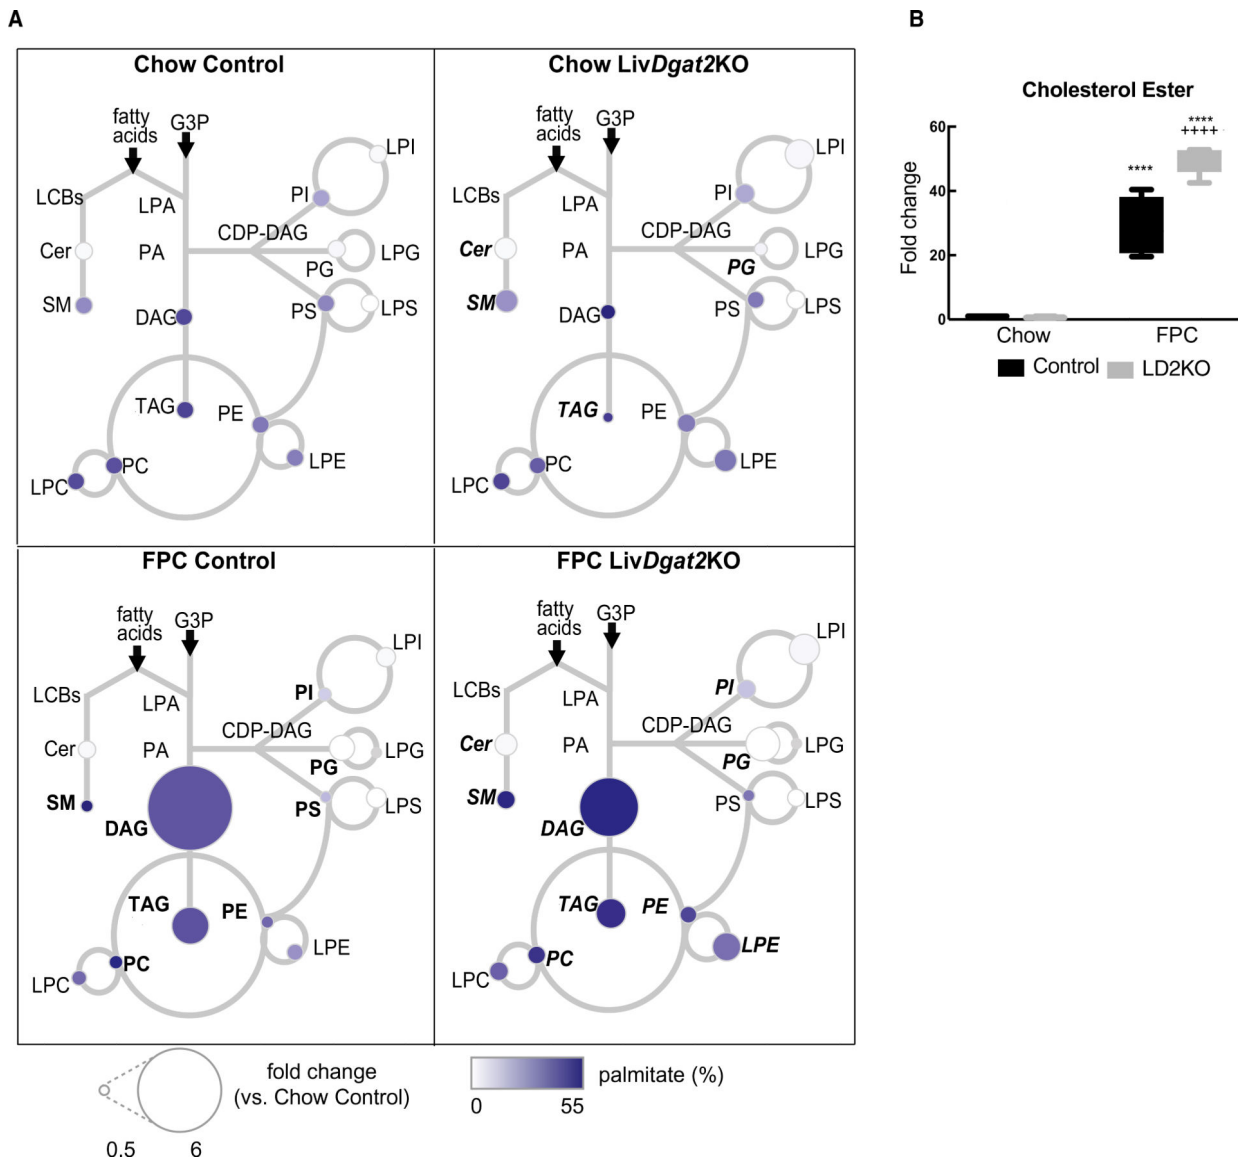 A
Chow Control
fatty
acids
G3P
LPI
LCBs
LPA
PI
CDP-DAG
Cer
PA
LPG
PG
SM
DAG
PS
LPS
TAG
PE
PC
LPE
LPC
Chow LivDgat2KO
fatty
acids
G3P
LPI
LCBs
LPA
PI
CDP-DAG
Cer
PA
LPG
PG
SM
DAG
PS
LPS
TAG
PE
PC
LPE
LPC
FPC Control
fatty
acids
G3P
LPI
LCBs
LPA
PI
CDP-DAG
Cer
PA
LPG
PG
SM
PS
LPS
DAG
TAG
PE
LPE
PC
LPC
FPC LivDgat2KO
fatty
acids
G3P
LPI
LCBs
LPA
PI
CDP-DAG
Cer
PA
LPG
PG
SM
PS
LPS
DAG
TAG
PE
LPE
PC
LPC
fold change
(vs. Chow Control)
0.5 6
palmitate (%)
0 55
B
Cholesterol Ester
Fold change
60
40
20
0
****
****
++++
Chow FPC
Control LD2KO